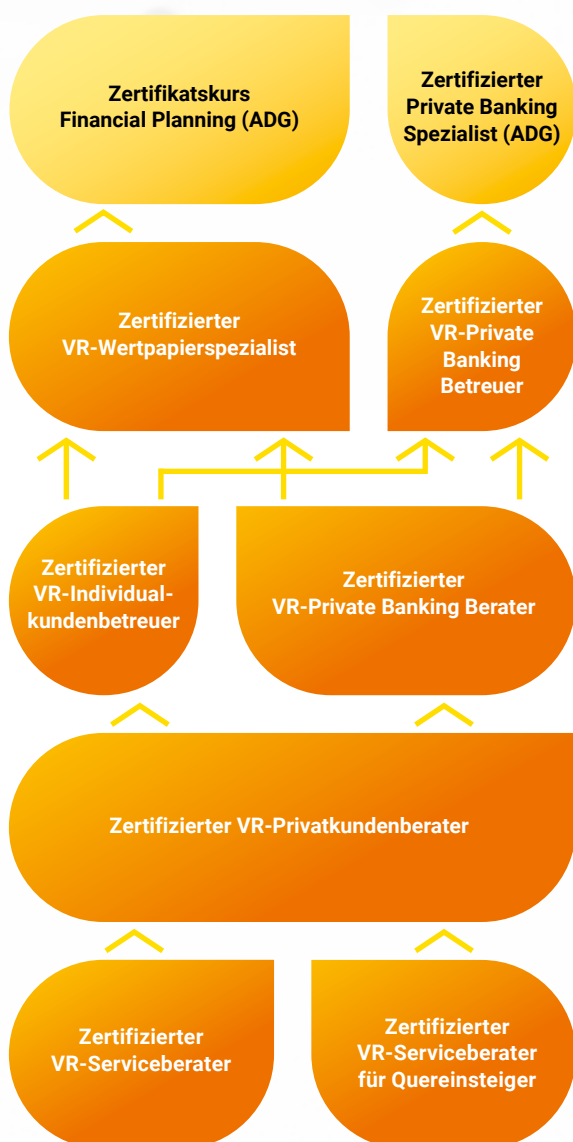 Zertifikatskurs
Financial Planning (ADG)
Zertifizierter
Private Banking
Spezialist (ADG)
Zertifizierter
VR-Wertpapierspezialist
Zertifizierter
VR-Private
Banking
Betreuer
Zertifizierter
VR-Individual-
kundenbetreuer
Zertifizierter
VR-Private Banking Berater
Zertifizierter VR-Privatkundenberater
Zertifizierter
VR-Serviceberater
Zertifizierter
VR-Serviceberater
für Quereinsteiger